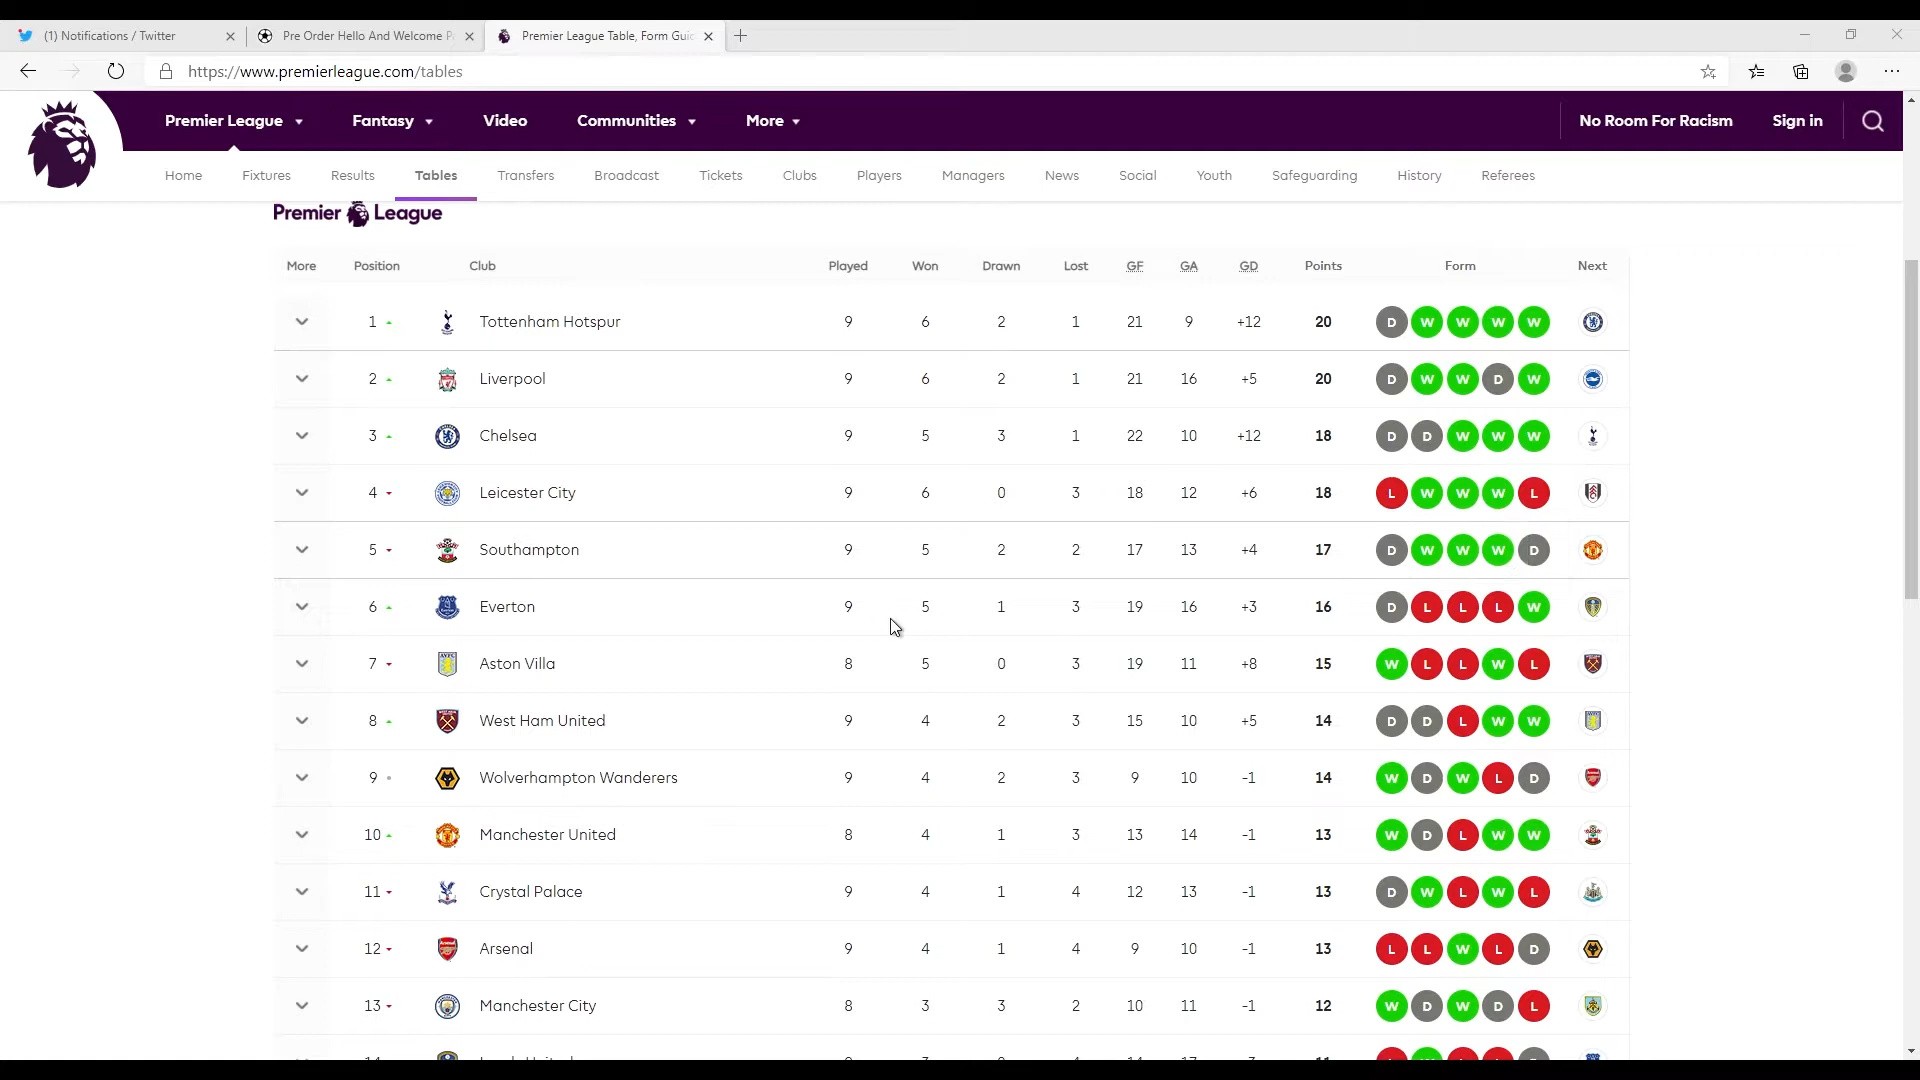 (1) Notifications / Twitter
Pre Order Hello And Welcome P
Premier League Table, Form Gui
https://www.premierleague.com/tables
Premier League Fantasy Video Communities More No Room For Racism Sign in
Home Fixtures Results Tables Transfers Broadcast Tickets Clubs Players Managers News Social Youth Safeguarding History Referees
Premier League
More Position Club Played Won Drawn Lost GF GA GD Points Form Next
1 Tottenham Hotspur 9 6 2 1 21 9 +12 20 D W W W W
2 Liverpool 9 6 2 1 21 16 +5 20 D W W D W
3 Chelsea 9 5 3 1 22 10 +12 18 D D W W W
4 Leicester City 9 6 0 3 18 12 +6 18 L W W W L
5 Southampton 9 5 2 2 17 13 +4 17 D W W W D
6 Everton 9 5 1 3 19 16 +3 16 D L L L W
7 Aston Villa 8 5 0 3 19 11 +8 15 W L L W L
8 West Ham United 9 4 2 3 15 10 +5 14 D D L W W
9 Wolverhampton Wanderers 9 4 2 3 9 10 -1 14 W D W L D
10 Manchester United 8 4 1 3 13 14 -1 13 W D L W W
11 Crystal Palace 9 4 1 4 12 13 -1 13 D W L W L
12 Arsenal 9 4 1 4 9 10 -1 13 L L W L D
13 Manchester City 8 3 3 2 10 11 -1 12 W D W D L